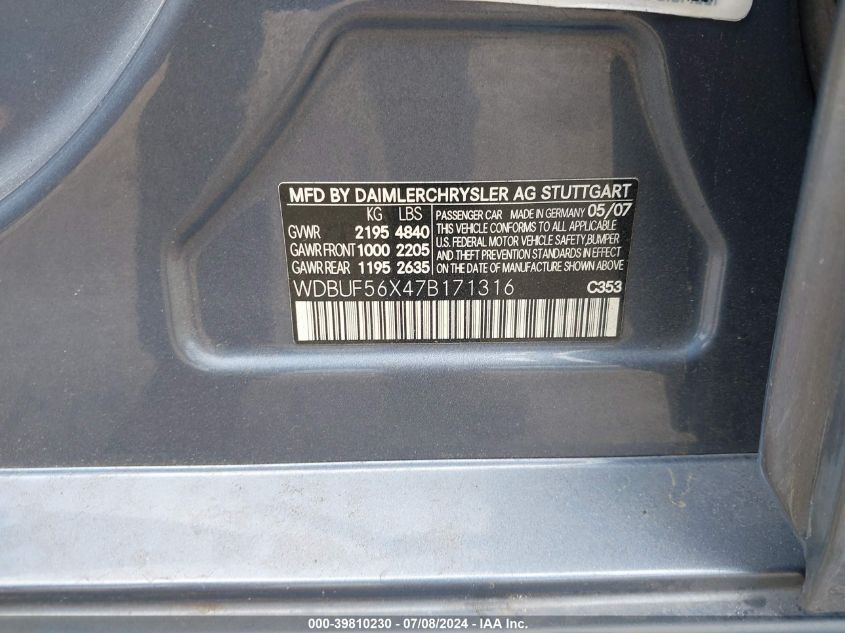 MFD BY DAIMLERCHRYSLER AG STUTTGART
KG LBS
GVWR 2195 4840
GAWR FRONT 1000 2205
GAWR REAR 1195 2635
PASSENGER CAR MADE IN GERMANY 05/07
THIS VEHICLE CONFORMS TO ALL APPLICABLE
U.S. FEDERAL MOTOR VEHICLE SAFETY,BUMPER
AND THEFT PREVENTION STANDARDS IN EFFECT
ON THE DATE OF MANUFACTURE SHOWN ABOVE
WDBUF56X47B171316 C353
000-39810230 - 07/08/2024 - IAA Inc.